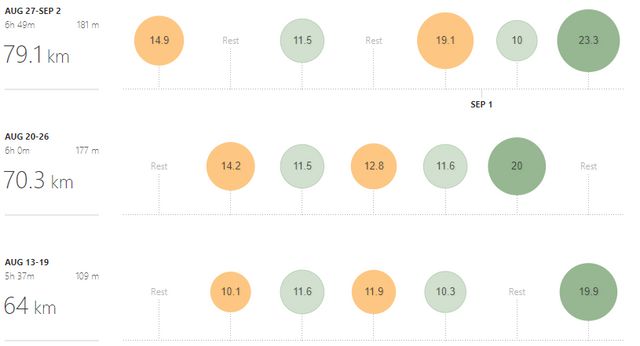 AUG 27-SEP 2
6h 49m 181 m
79.1 km
14.9 Rest 11.5 Rest 19.1 10 23.3
SEP 1
AUG 20-26
6h 0m 177 m
70.3 km
Rest 14.2 11.5 12.8 11.6 20 Rest
AUG 13-19
5h 37m 109 m
64 km
Rest 10.1 11.6 11.9 10.3 Rest 19.9